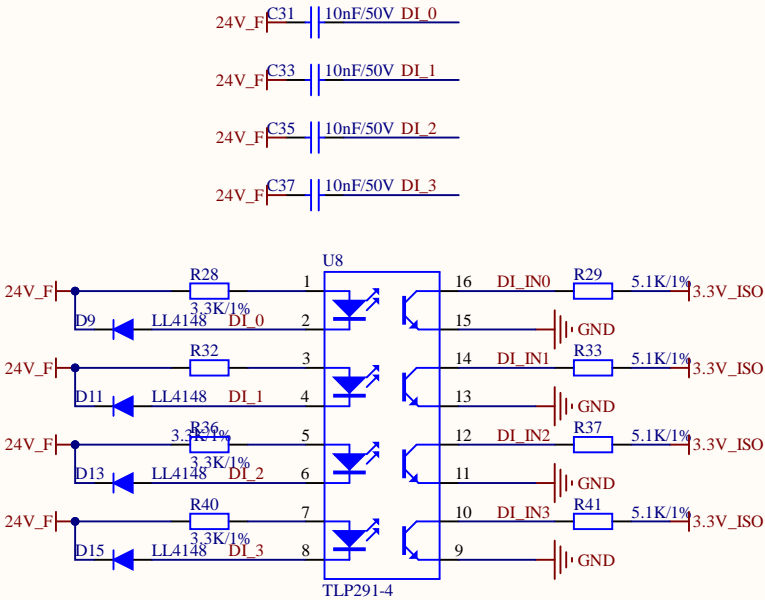 24V_F C31 10nF/50V DI_0
24V_F C33 10nF/50V DI_1
24V_F C35 10nF/50V DI_2
24V_F C37 10nF/50V DI_3
U8
24V_F R28 1 16 DI_IN0 R29 5.1K/1% 3.3V_ISO
3.3K/1%
D9 LL4148 DI_0 2 15 GND
24V_F R32 3 14 DI_IN1 R33 5.1K/1% 3.3V_ISO
D11 LL4148 DI_1 4 13 GND
24V_F R36 5 12 DI_IN2 R37 5.1K/1% 3.3V_ISO
3.3K/1%
3.3K/1%
D13 LL4148 DI_2 6 11 GND
24V_F R40 7 10 DI_IN3 R41 5.1K/1% 3.3V_ISO
3.3K/1%
D15 LL4148 DI_3 8 9 GND
TLP291-4